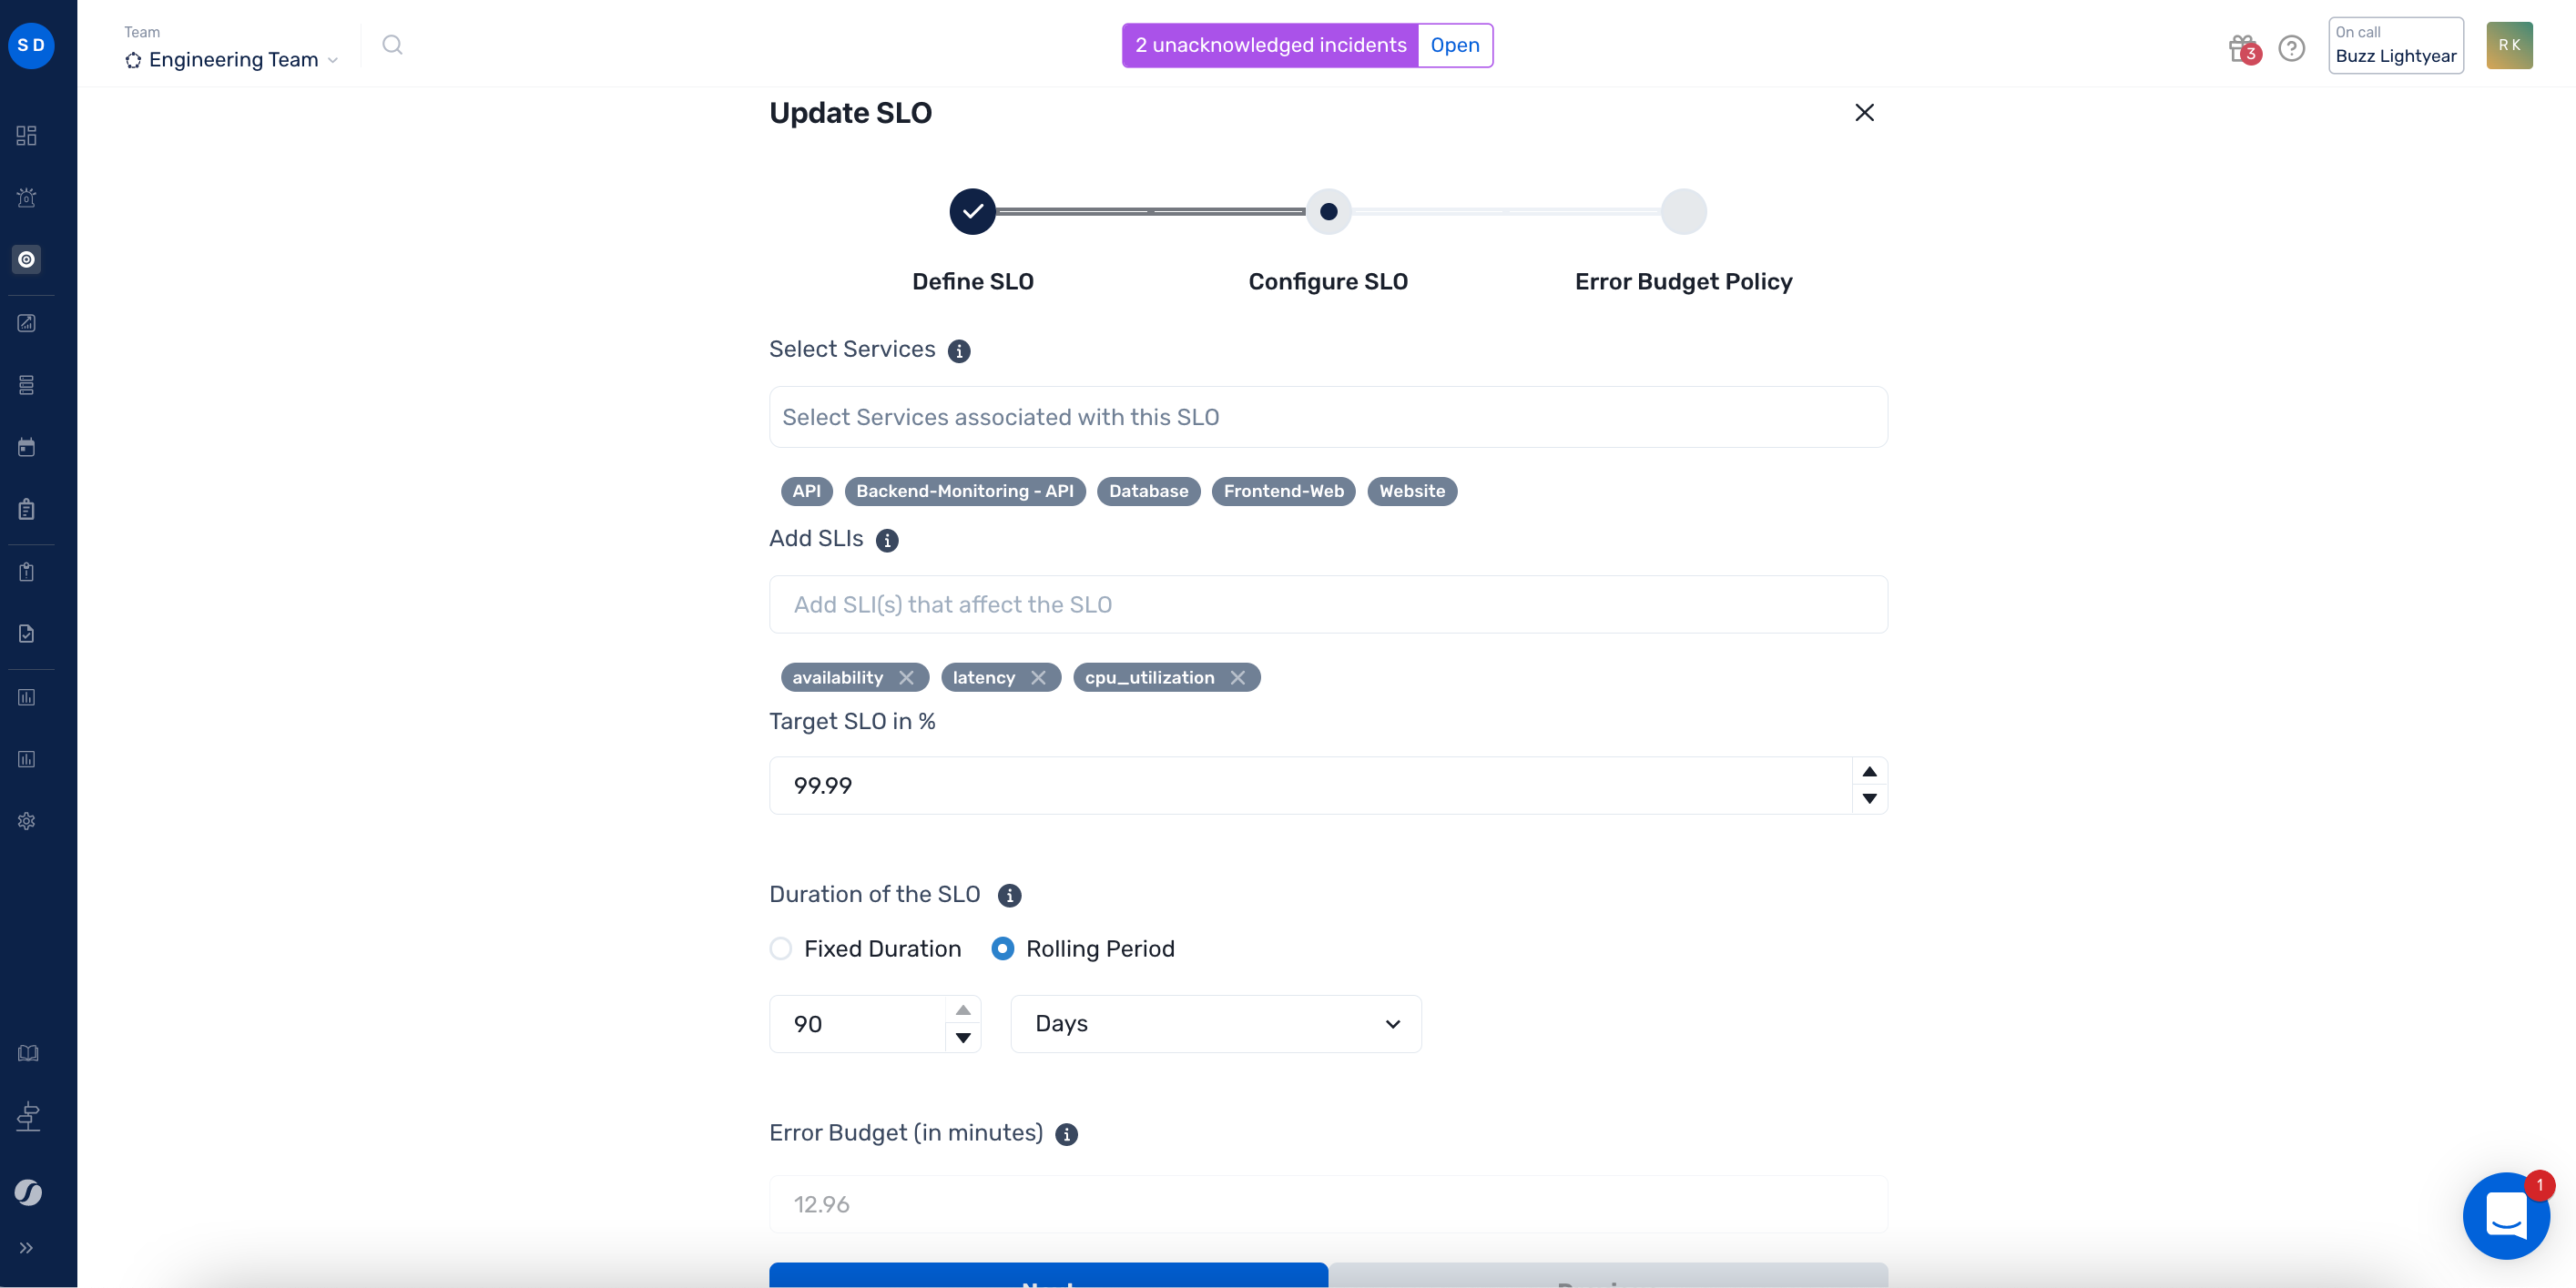 S D
Team
Engineering Team
2 unacknowledged incidents
Open
3
On call
Buzz Lightyear
R K
Update SLO
Define SLO
Configure SLO
Error Budget Policy
Select Services
Select Services associated with this SLO
API
Backend-Monitoring - API
Database
Frontend-Web
Website
Add SLIs
Add SLI(s) that affect the SLO
availability
latency
cpu_utilization
Target SLO in %
99.99
Duration of the SLO
Fixed Duration
Rolling Period
90
Days
Error Budget (in minutes)
12.96
1